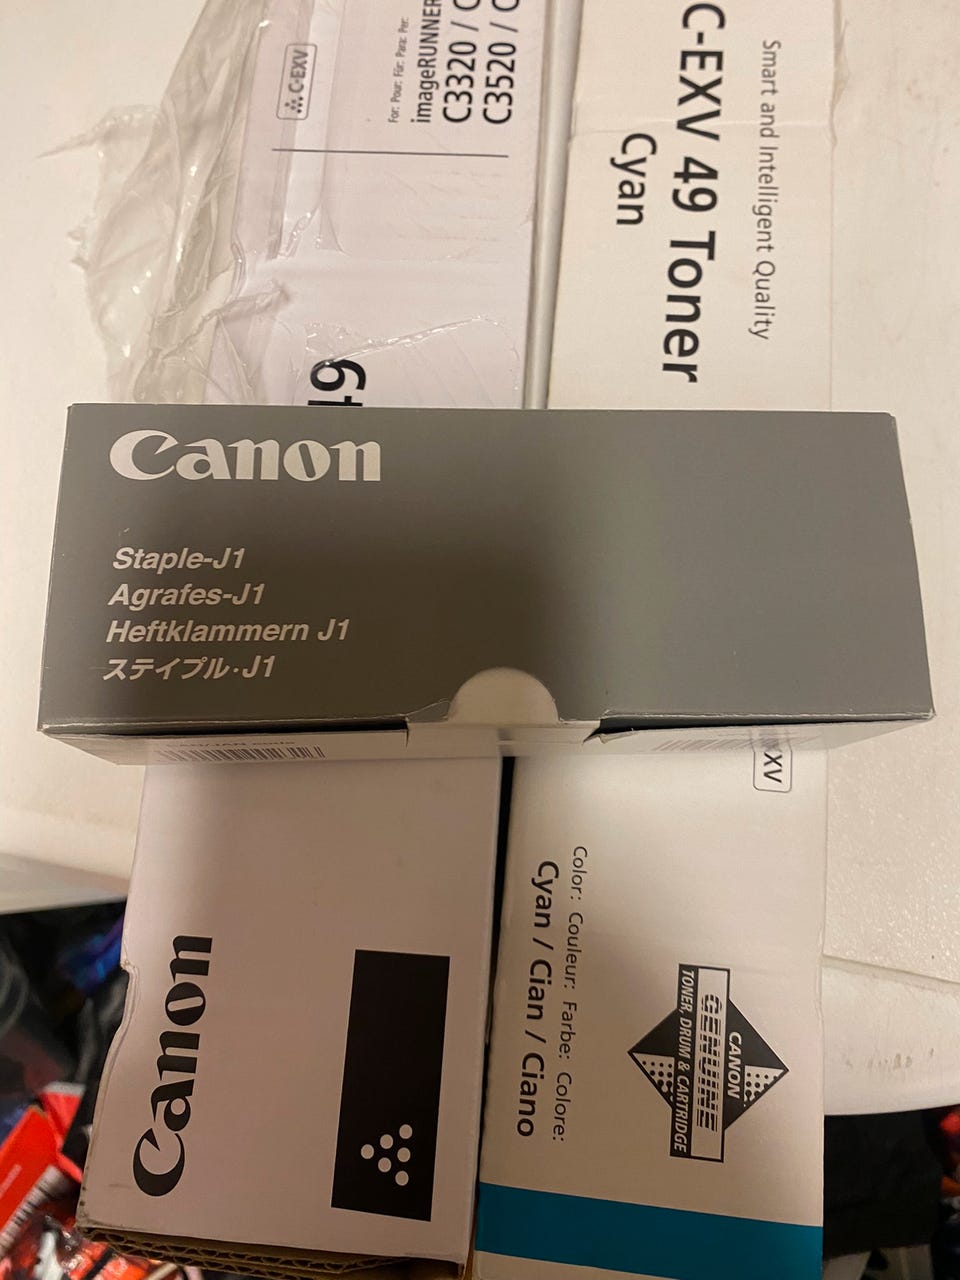 C-EXV
For: Pour: Für: Para: Per:
imageRUNNER
C3320 / C
C3520 / C
C-EXV 49 Toner
Cyan
Smart and Intelligent Quality
Canon
Staple-J1
Agrafes-J1
Heftklammern J1
ステイプル・J1
XV
Color: Couleur: Farbe: Colore:
Cyan / Cian / Ciano
CANON
GENUINE
TONER, DRUM & CARTRIDGE
Canon